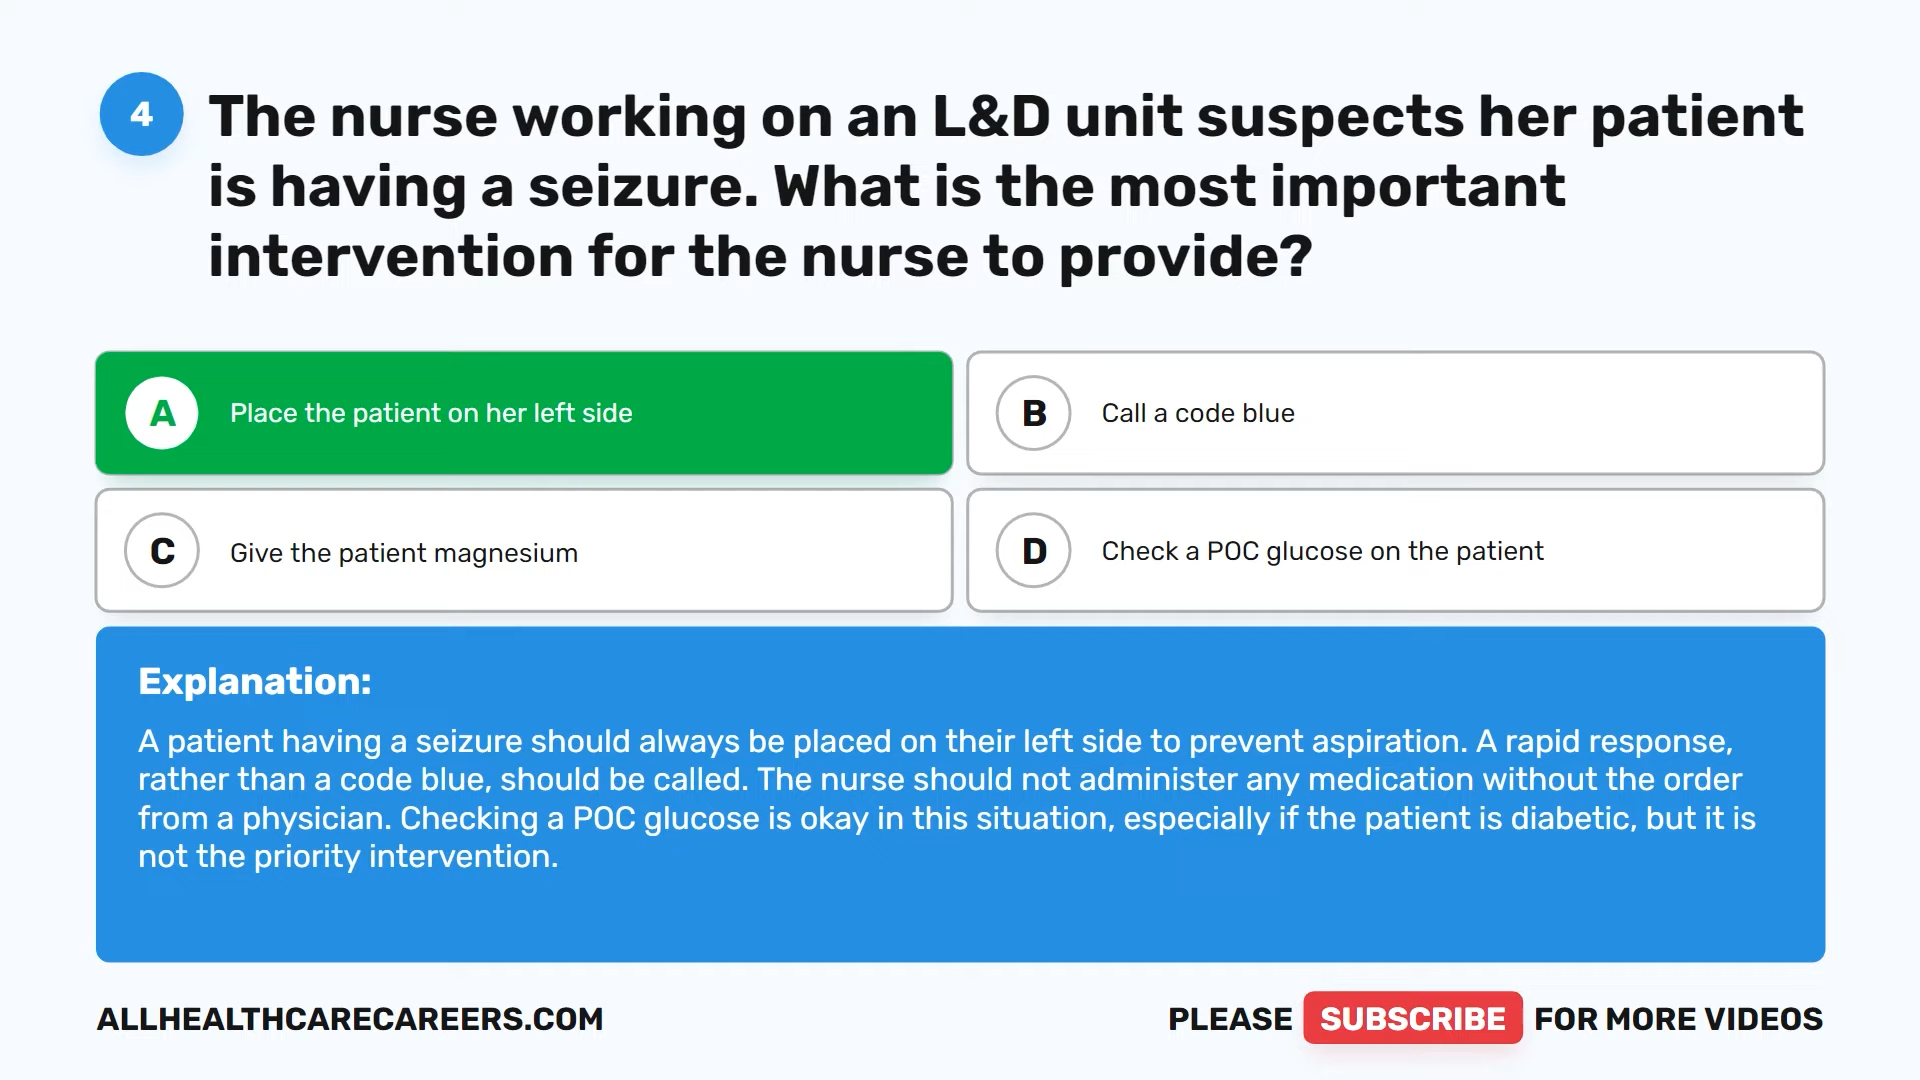 4
The nurse working on an L&D unit suspects her patient
is having a seizure. What is the most important
intervention for the nurse to provide?
A Place the patient on her left side
B Call a code blue
C Give the patient magnesium
D Check a POC glucose on the patient
Explanation:
A patient having a seizure should always be placed on their left side to prevent aspiration. A rapid response,
rather than a code blue, should be called. The nurse should not administer any medication without the order
from a physician. Checking a POC glucose is okay in this situation, especially if the patient is diabetic, but it is
not the priority intervention.
ALLHEALTHCARECAREERS.COM
PLEASE SUBSCRIBE FOR MORE VIDEOS